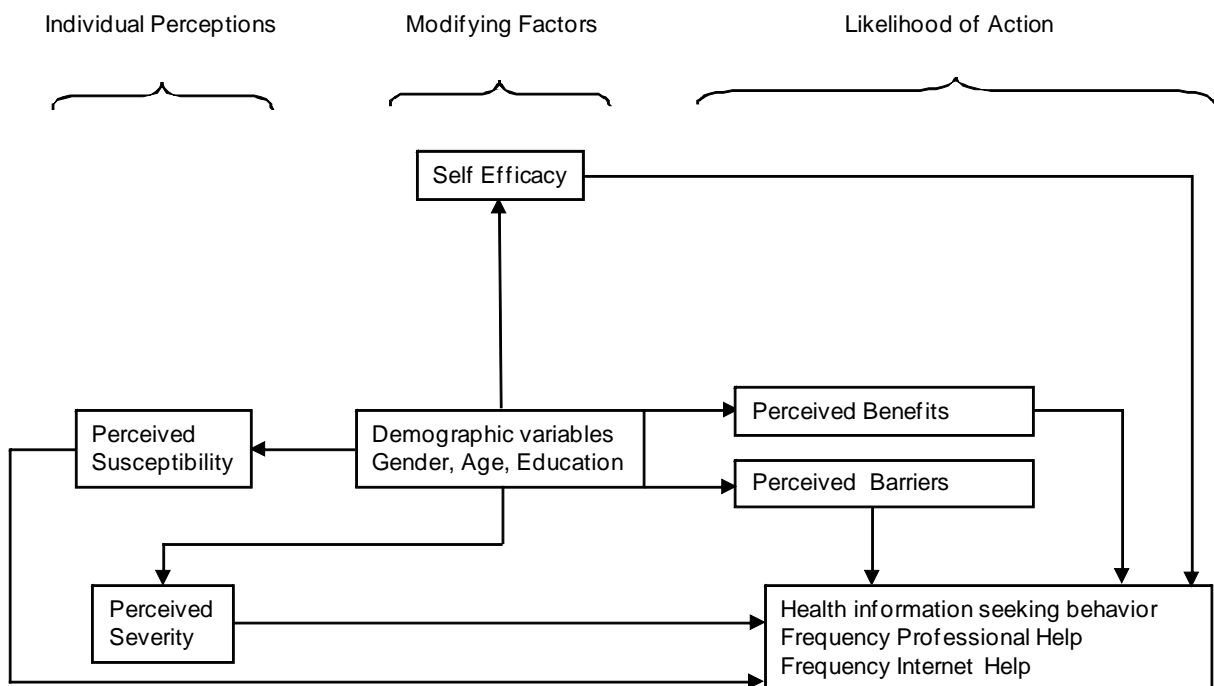 Individual Perceptions
Modifying Factors
Likelihood of Action
Self Efficacy
Perceived
Susceptibility
Demographic variables
Gender, Age, Education
Perceived Benefits
Perceived Barriers
Perceived
Severity
Health information seeking behavior
Frequency Professional Help
Frequency Internet Help